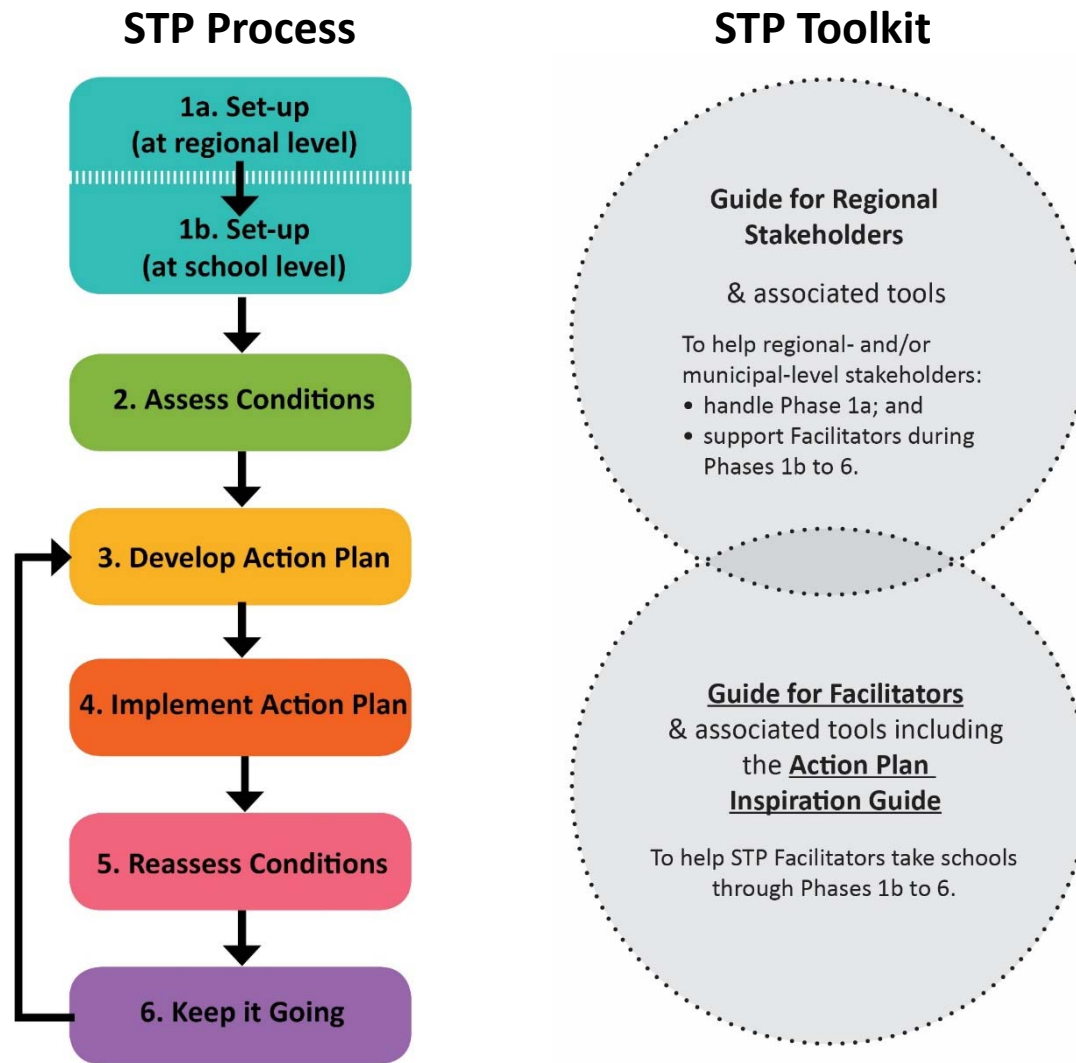 STP Process
1a. Set-up
(at regional level)
1b. Set-up
(at school level)
2. Assess Conditions
3. Develop Action Plan
4. Implement Action Plan
5. Reassess Conditions
6. Keep it Going
STP Toolkit
Guide for Regional
Stakeholders
& associated tools
To help regional- and/or
municipal-level stakeholders:
• handle Phase 1a; and
• support Facilitators during
Phases 1b to 6.
Guide for Facilitators
& associated tools including
the Action Plan
Inspiration Guide
To help STP Facilitators take schools
through Phases 1b to 6.